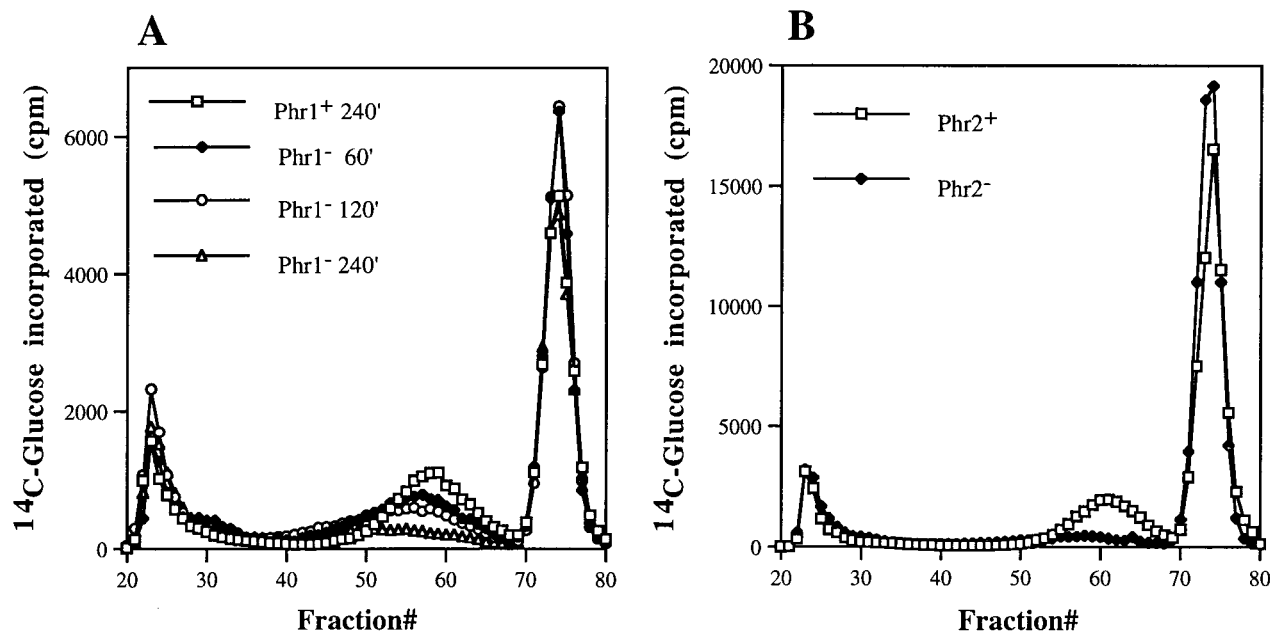 A
¹⁴C-Glucose incorporated (cpm)
6000
4000
2000
0
Phr1⁺ 240'
Phr1⁻ 60'
Phr1⁻ 120'
Phr1⁻ 240'
20 30 40 50 60 70 80
Fraction#
B
¹⁴C-Glucose incorporated (cpm)
20000
15000
10000
5000
0
Phr2⁺
Phr2⁻
20 30 40 50 60 70 80
Fraction#